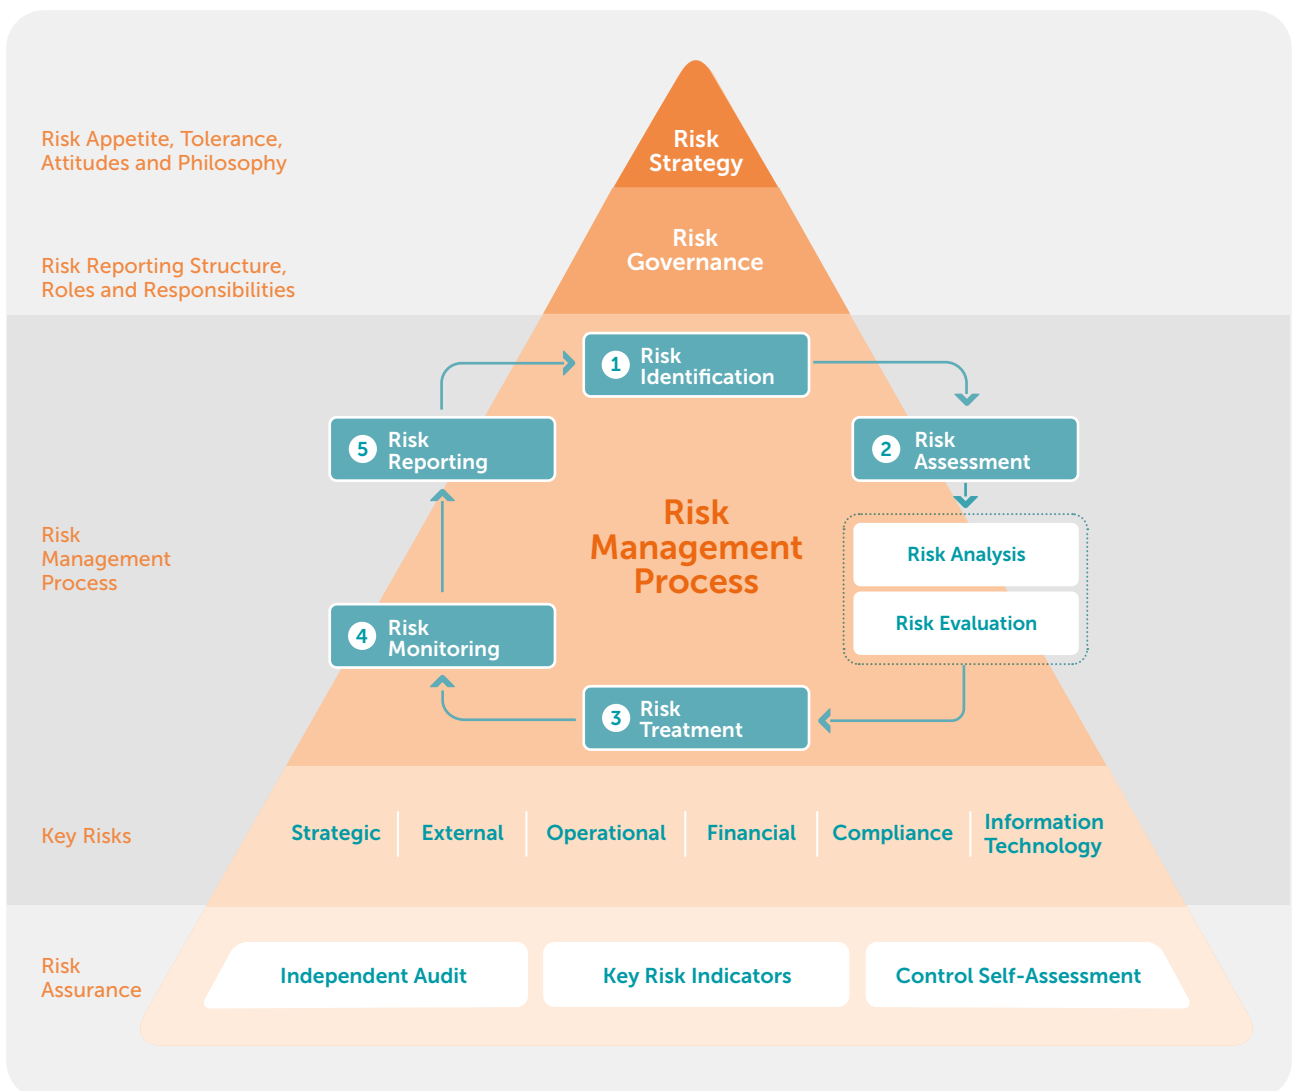 Risk Appetite, Tolerance,
Attitudes and Philosophy
Risk
Strategy
Risk
Governance
Risk Reporting Structure,
Roles and Responsibilities
1 Risk
Identification
5 Risk
Reporting
2 Risk
Assessment
Risk
Management
Process
Risk
Management
Process
Risk Analysis
Risk Evaluation
4 Risk
Monitoring
3 Risk
Treatment
Key Risks
Strategic
External
Operational
Financial
Compliance
Information
Technology
Risk
Assurance
Independent Audit
Key Risk Indicators
Control Self-Assessment